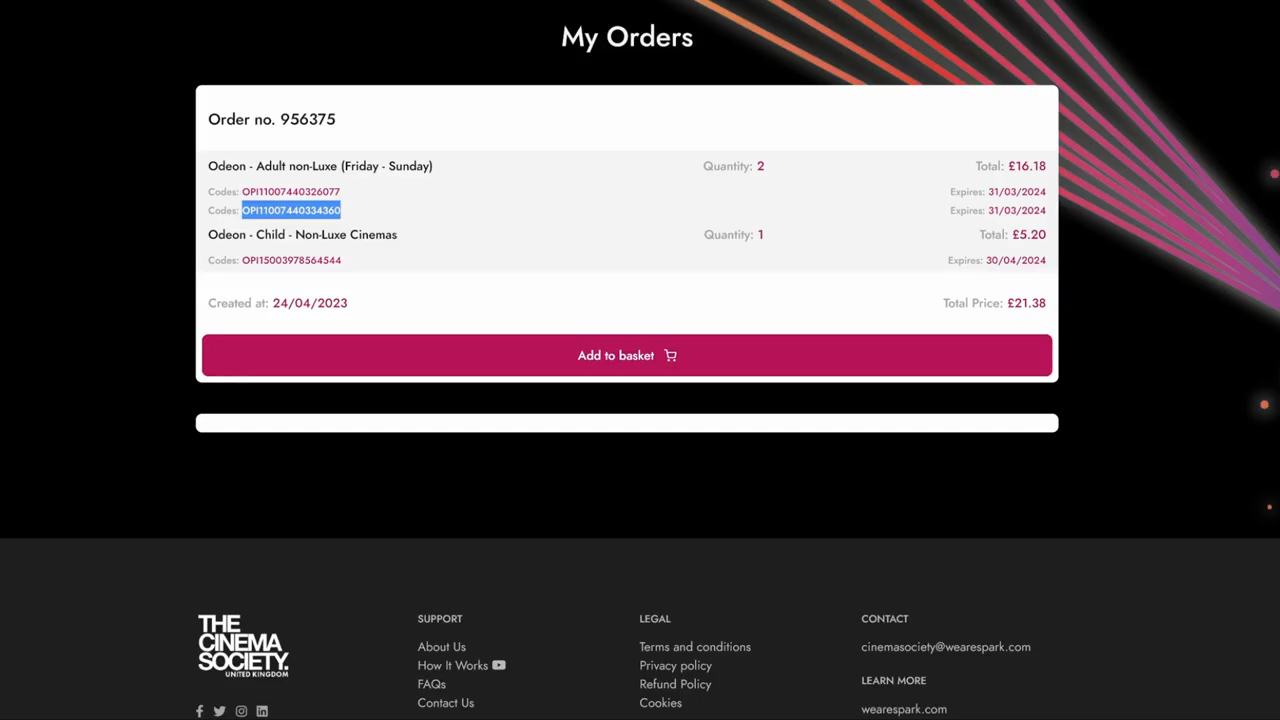 My Orders
Order no. 956375
Odeon - Adult non-Luxe (Friday - Sunday) Quantity: 2 Total: £16.18
Codes: OPI11007440326077 Expires: 31/03/2024
Codes: OPI11007440334360 Expires: 31/03/2024
Odeon - Child - Non-Luxe Cinemas Quantity: 1 Total: £5.20
Codes: OPI15003978564544 Expires: 30/04/2024
Created at: 24/04/2023 Total Price: £21.38
Add to basket
THE
CINEMA
SOCIETY.
UNITED KINGDOM
SUPPORT
About Us
How It Works
FAQs
Contact Us
LEGAL
Terms and conditions
Privacy policy
Refund Policy
Cookies
CONTACT
cinemasociety@wearespark.com
LEARN MORE
wearespark.com